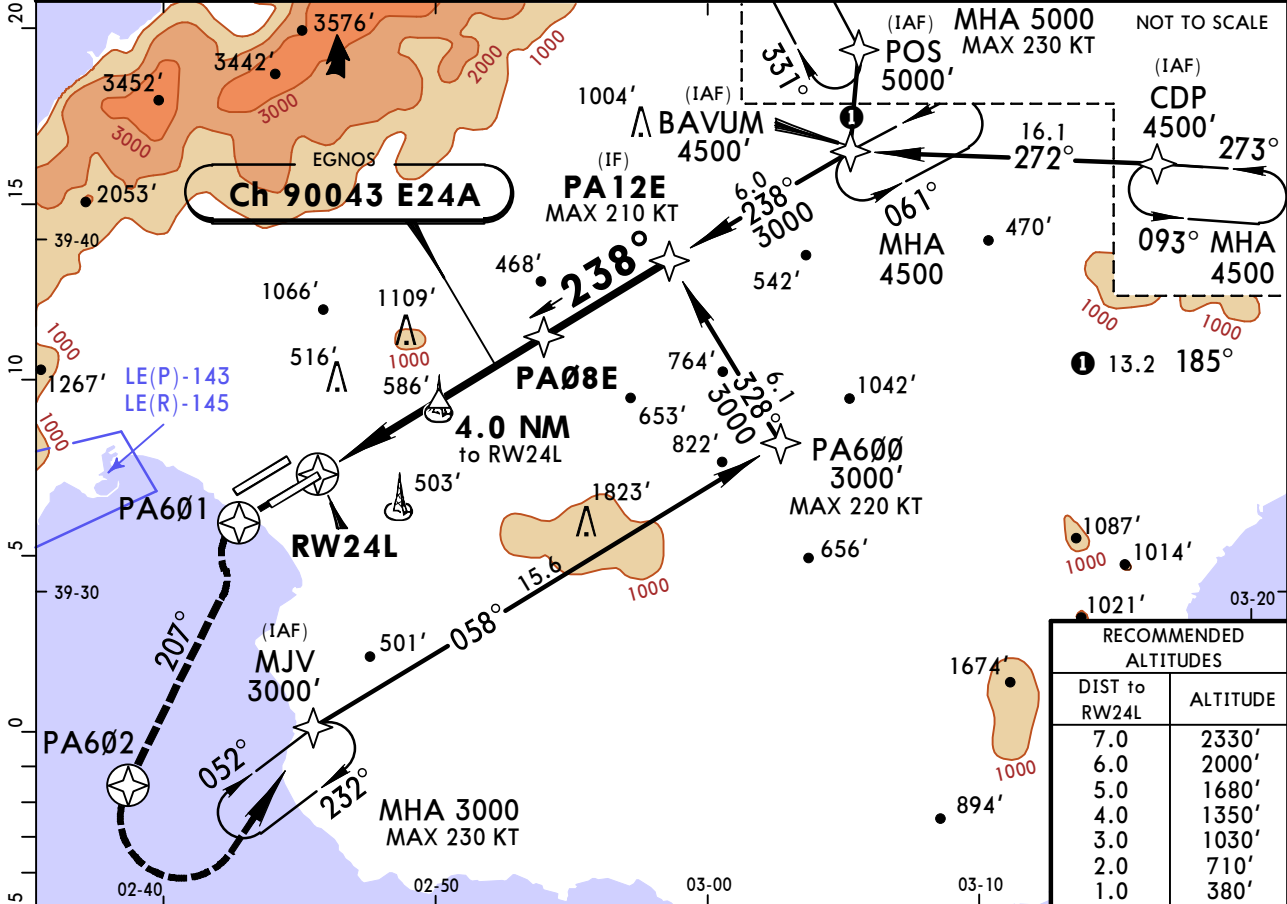 20
3576'
3442'
3452'
3000
3000
2000
1000
2053'
15
39-40
EGNOS
Ch 90043 E24A
1004'
(IAF)
BAVUM
4500'
(IAF)
POS
5000'
MHA 5000
MAX 230 KT
331°
1
NOT TO SCALE
(IAF)
CDP
4500'
16.1
272°
273°
093°
MHA
4500
(IF)
PA12E
MAX 210 KT
6.0
238°
3000
061°
MHA
4500
470'
542'
468'
238°
1066'
1109'
1000
516'
586'
PAØ8E
4.0 NM
to RW24L
1000
1267'
10
1000
LE(P)-143
LE(R)-145
764'
653'
822'
6.1
328°
3000
1042'
PA6ØØ
3000'
MAX 220 KT
1000
1000
1 13.2 185°
PA6Ø1
RW24L
503'
1823'
1000
656'
1087'
1000
1014'
1021'
5
39-30
03-20
15.6
058°
207°
(IAF)
MJV
3000'
501'
PA6Ø2
052°
232°
MHA 3000
MAX 230 KT
0
1674'
1000
894'
5
02-40
02-50
03-00
03-10
RECOMMENDED
ALTITUDES
DIST to
RW24L
ALTITUDE
7.0 2330'
6.0 2000'
5.0 1680'
4.0 1350'
3.0 1030'
2.0 710'
1.0 380'